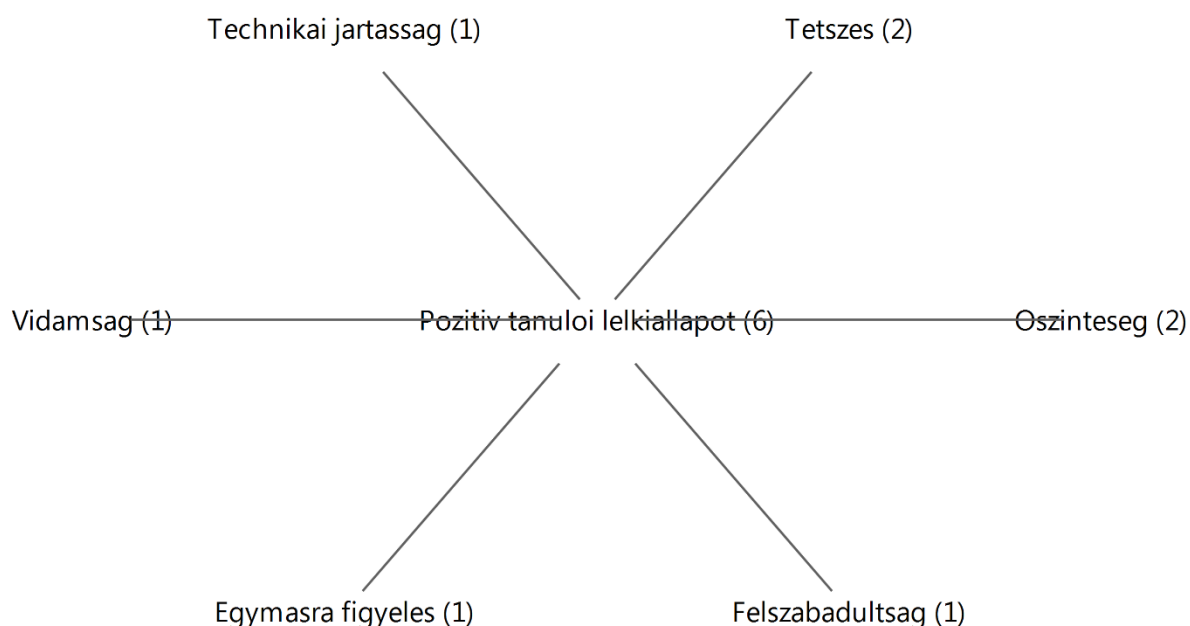 Technikai jartassag (1)
Tetszes (2)
Vidamsag (1)
Pozitiv tanuloi lelkiallapot (6)
Oszinteseg (2)
Egymasra figyeles (1)
Felszabadultsag (1)